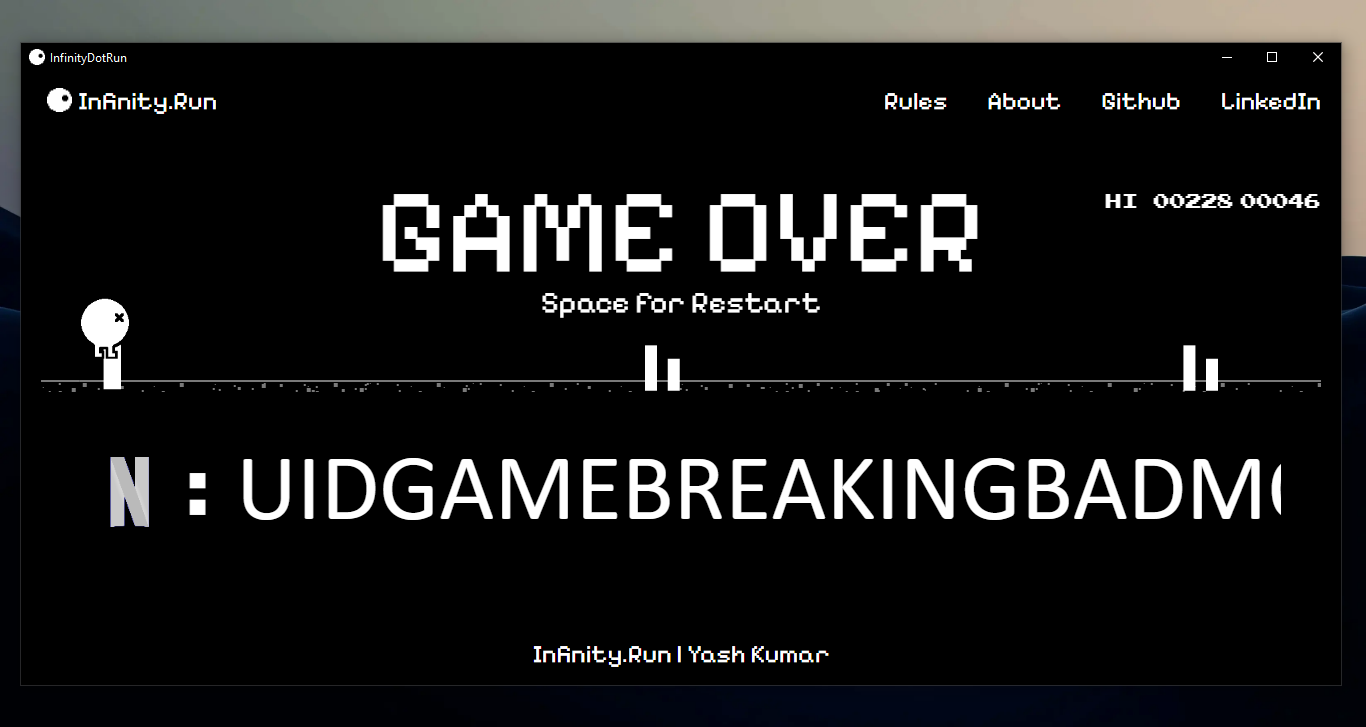 InfinityDotRun
Infinity.Run
Rules About Github LinkedIn
HI 00228 00046
GAME OVER
Space For Restart
N : UIDGAMEBREAKINGBADM
Infinity.Run | Yash Kumar